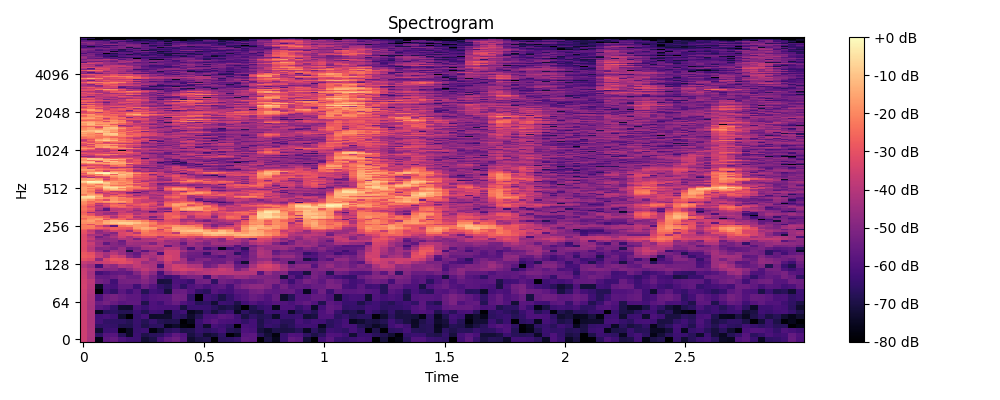 Spectrogram
+0 dB
4096
-10 dB
2048
-20 dB
1024
-30 dB
Hz
512
-40 dB
256
-50 dB
128
-60 dB
64
-70 dB
0
-80 dB
0 0.5 1 1.5 2 2.5
Time